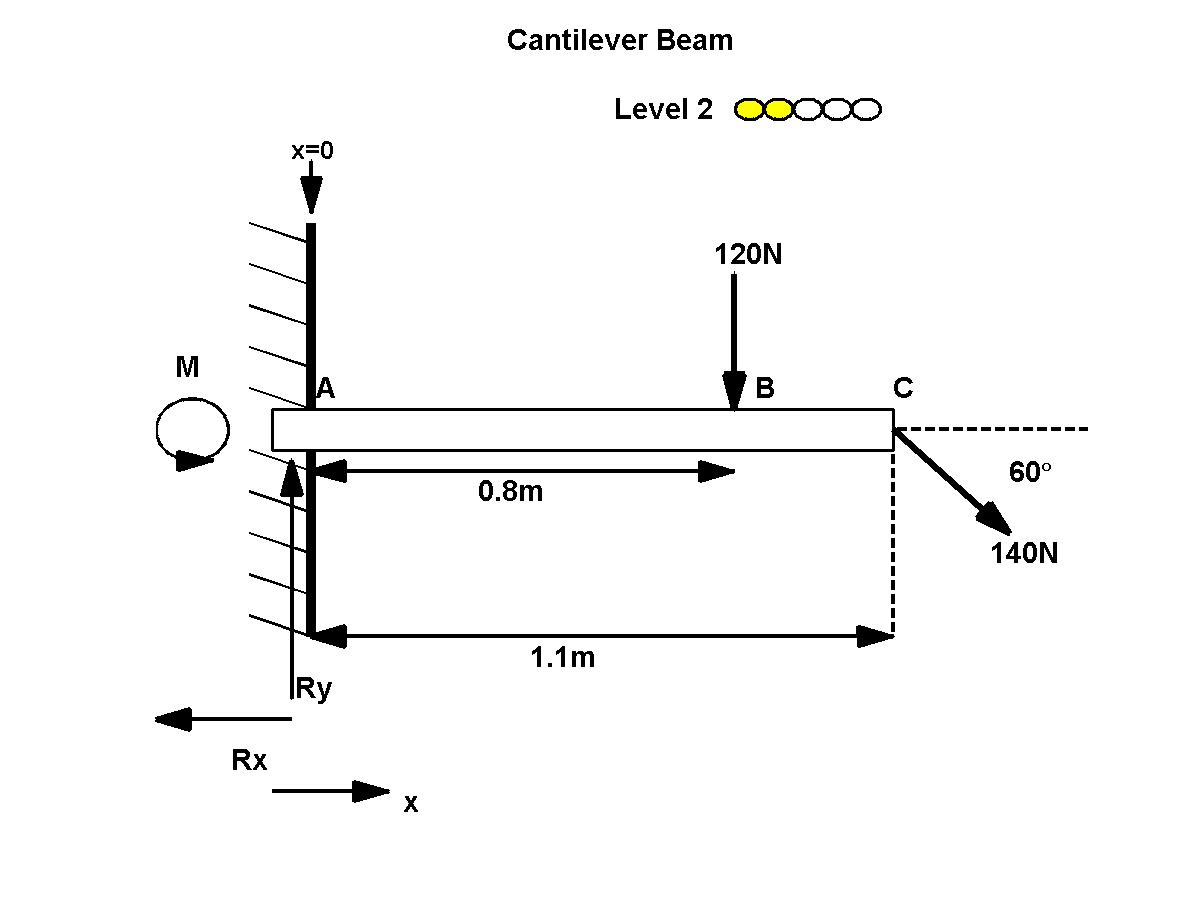 Cantilever Beam
Level 2
x=0
120N
M
A
B
C
60°
0.8m
140N
1.1m
Ry
Rx
x